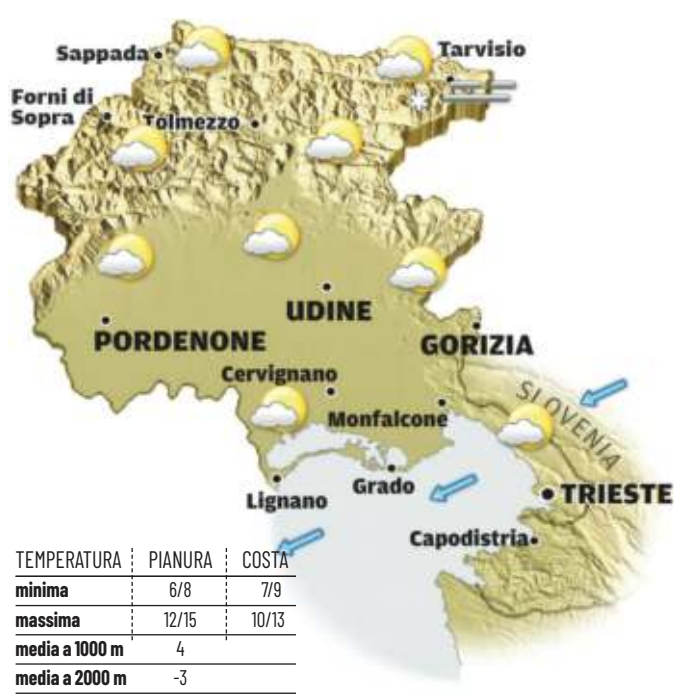 Sappada
Tarvisio
Forni di
Sopra
Tolmezzo
UDINE
PORDENONE
GORIZIA
Cervignano
SLOVENIA
Monfalcone
Grado
Lignano
TRIESTE
Capodistria
TEMPERATURA PIANURA COSTA
minima 6/8 7/9
massima 12/15 10/13
media a 1000 m 4
media a 2000 m -3